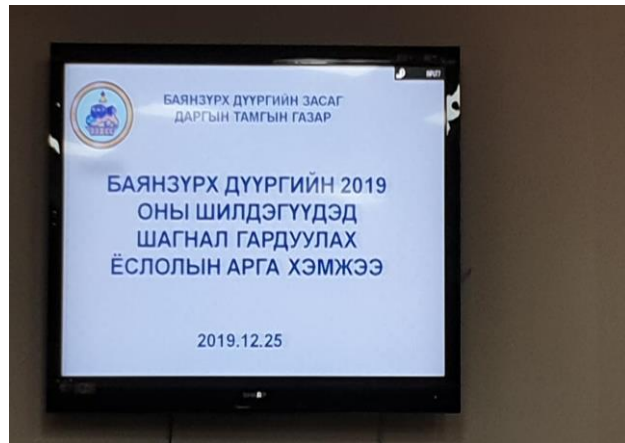 БАЯНЗҮРХ ДҮҮРГИЙН ЗАСАГ
ДАРГЫН ТАМГЫН ГАЗАР
БАЯНЗҮРХ ДҮҮРГИЙН 2019
ОНЫ ШИЛДЭГҮҮДЭД
ШАГНАЛ ГАРДУУЛАХ
ЁСЛОЛЫН АРГА ХЭМЖЭЭ
2019.12.25